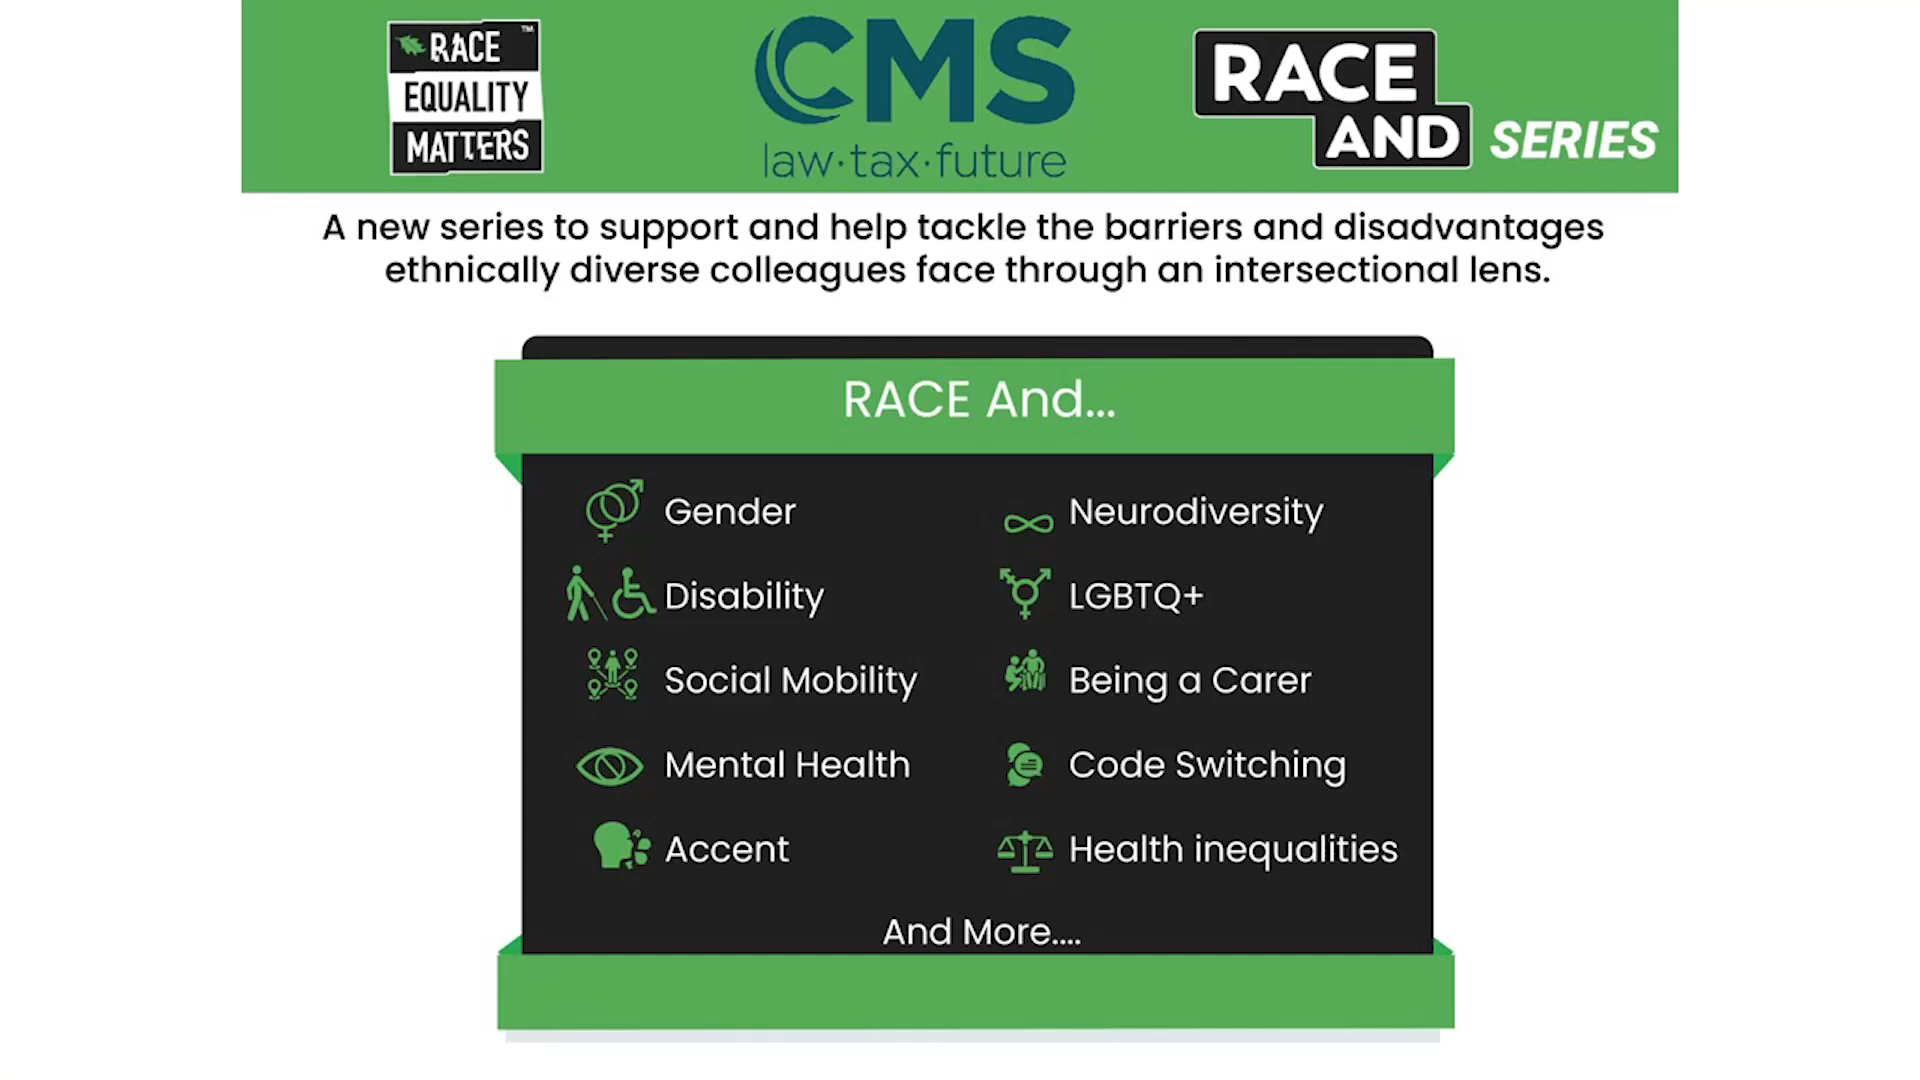 RACE
EQUALITY
MATTERS
™
CMS
law·tax·future
RACE
AND
SERIES
A new series to support and help tackle the barriers and disadvantages
ethnically diverse colleagues face through an intersectional lens.
RACE And...
Gender
Neurodiversity
Disability
LGBTQ+
Social Mobility
Being a Carer
Mental Health
Code Switching
Accent
Health inequalities
And More....